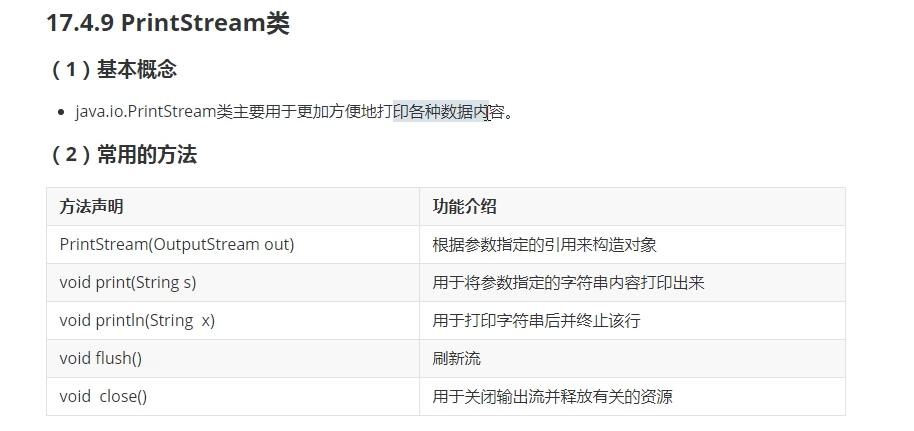 17.4.9 PrintStream类
（1）基本概念
java.io.PrintStream类主要用于更加方便地打印各种数据内容。
（2）常用的方法
方法声明 功能介绍
PrintStream(OutputStream out) 根据参数指定的引用来构造对象
void print(String s) 用于将参数指定的字符串内容打印出来
void println(String  x) 用于打印字符串后并终止该行
void flush() 刷新流
void  close() 用于关闭输出流并释放有关的资源